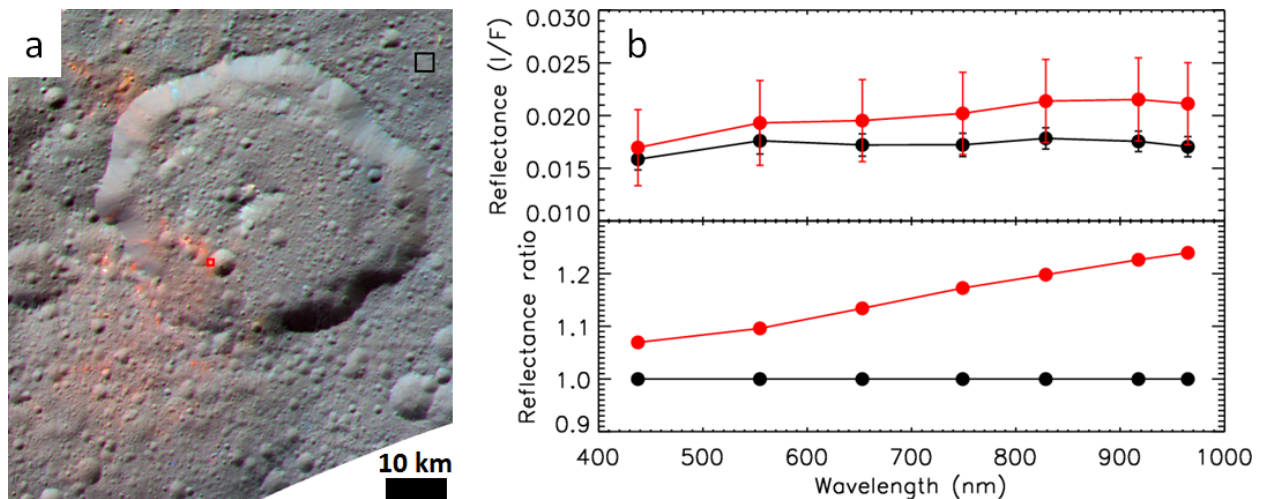 a
10 km
b
Reflectance (I/F)
0.030
0.025
0.020
0.015
0.010
Reflectance ratio
1.2
1.1
1.0
0.9
400 500 600 700 800 900 1000
Wavelength (nm)